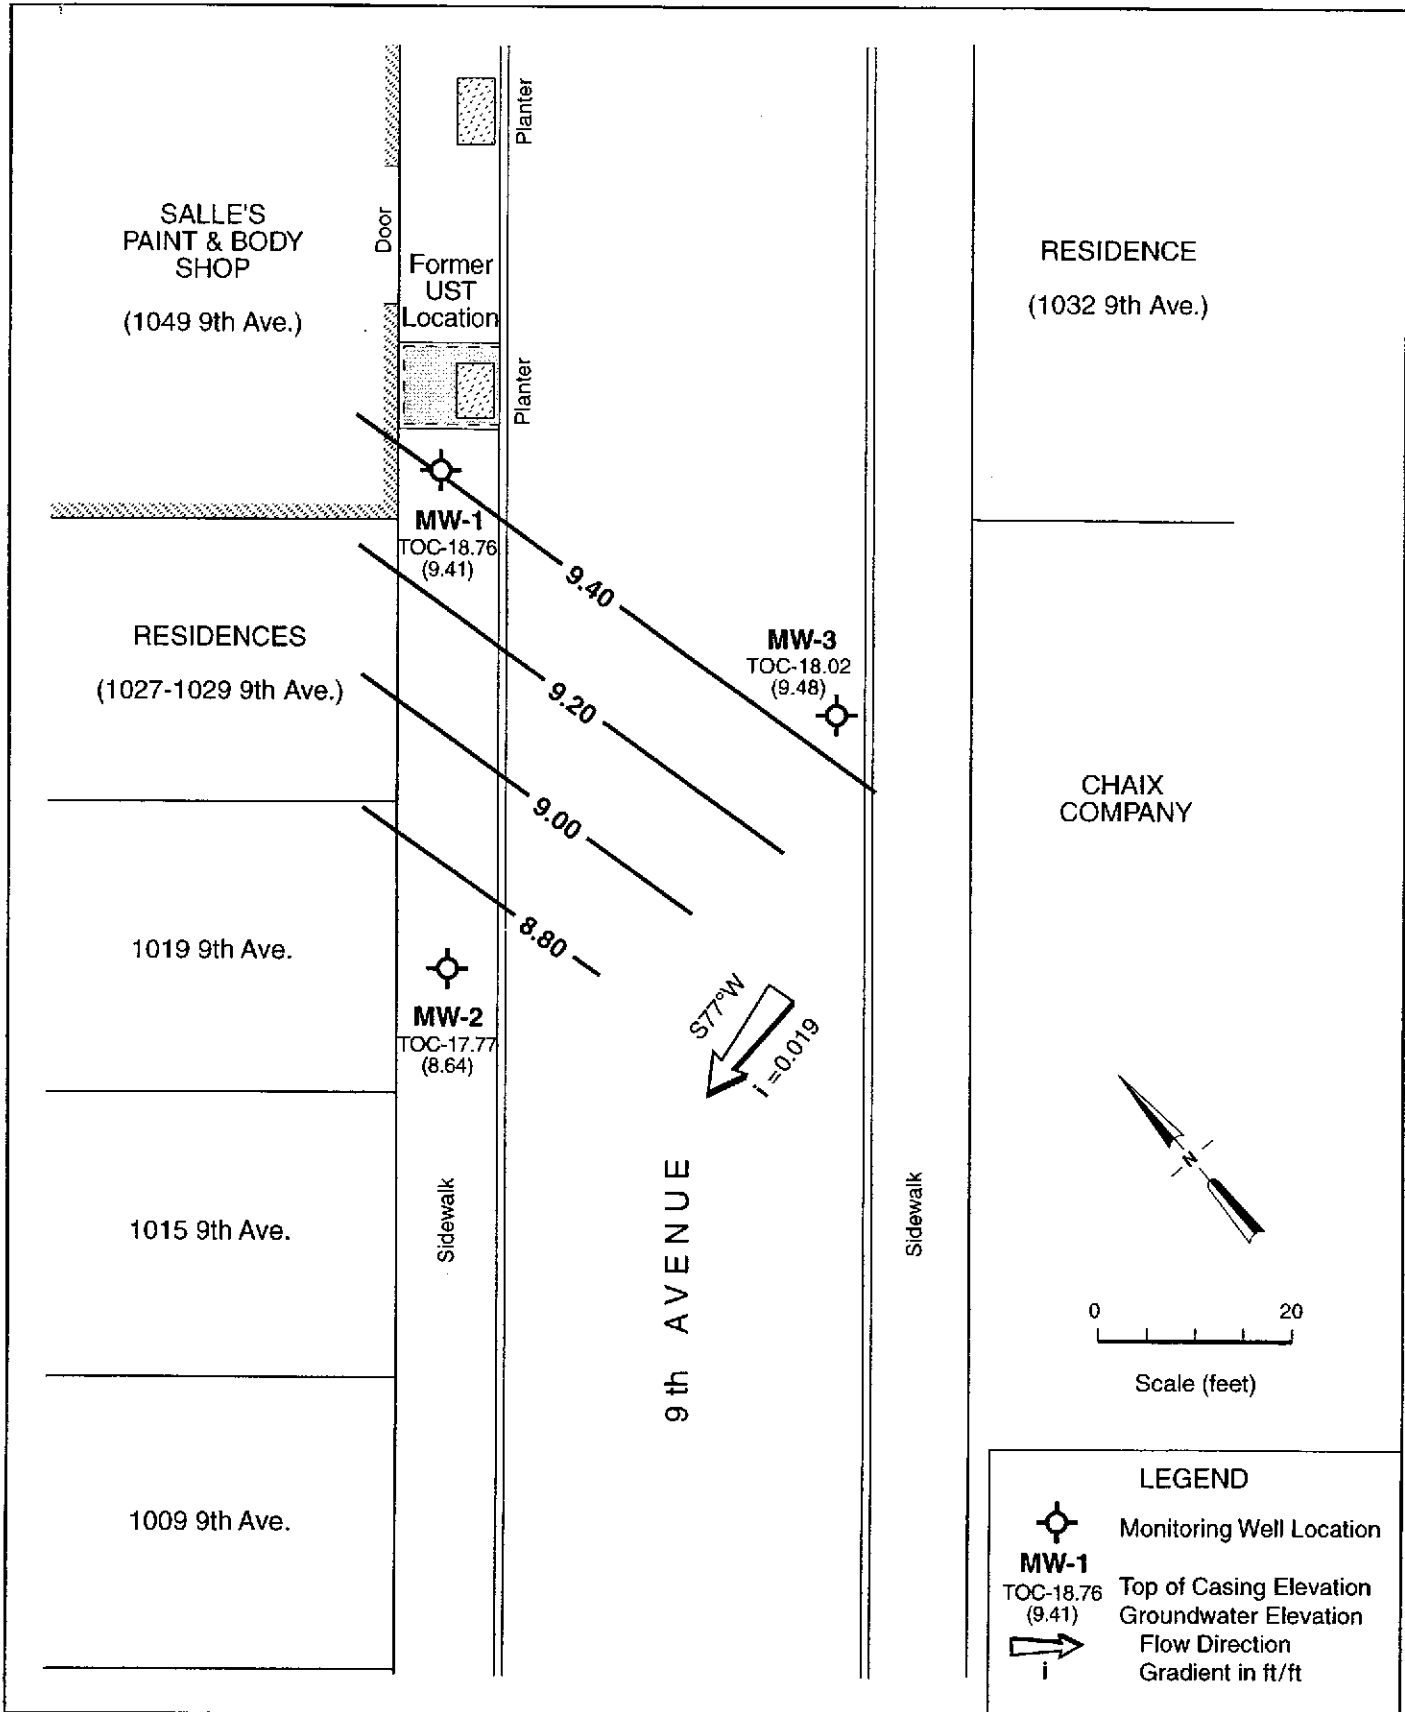 Planter
SALLE'S
PAINT & BODY
SHOP
(1049 9th Ave.)
Door
Former
UST
Location
Planter
RESIDENCE
(1032 9th Ave.)
MW-1
TOC-18.76
(9.41)
9.40
RESIDENCES
(1027-1029 9th Ave.)
MW-3
TOC-18.02
(9.48)
9.20
9.00
CHAIX
COMPANY
8.80
1019 9th Ave.
MW-2
TOC-17.77
(8.64)
S77°W
i =0.019
N
9th AVENUE
Sidewalk
Sidewalk
1015 9th Ave.
0 20
Scale (feet)
1009 9th Ave.
LEGEND
Monitoring Well Location
MW-1
TOC-18.76 Top of Casing Elevation
(9.41) Groundwater Elevation
Flow Direction
i Gradient in ft/ft